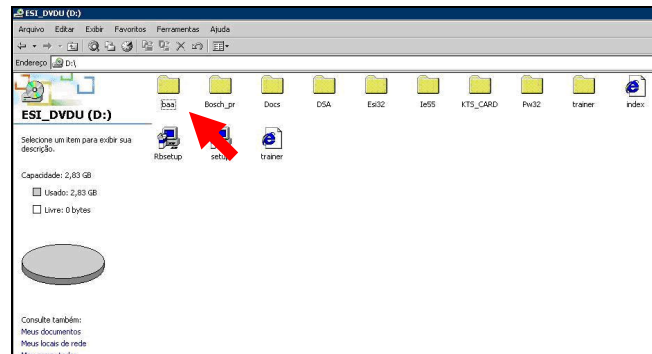 ESI_DVDU (D:)
Arquivo Editar Exibir Favoritos Ferramentas Ajuda
Endereço D:\
baa Bosch_pr Docs DSA Esi32 Ie55 KTS_CARD Pw32 trainer index
ESI_DVDU (D:)
Selecione um item para exibir sua
descrição.
Rbsetup setup trainer
Capacidade: 2,83 GB
Usado: 2,83 GB
Livre: 0 bytes
Consulte também:
Meus documentos
Meus locais de rede